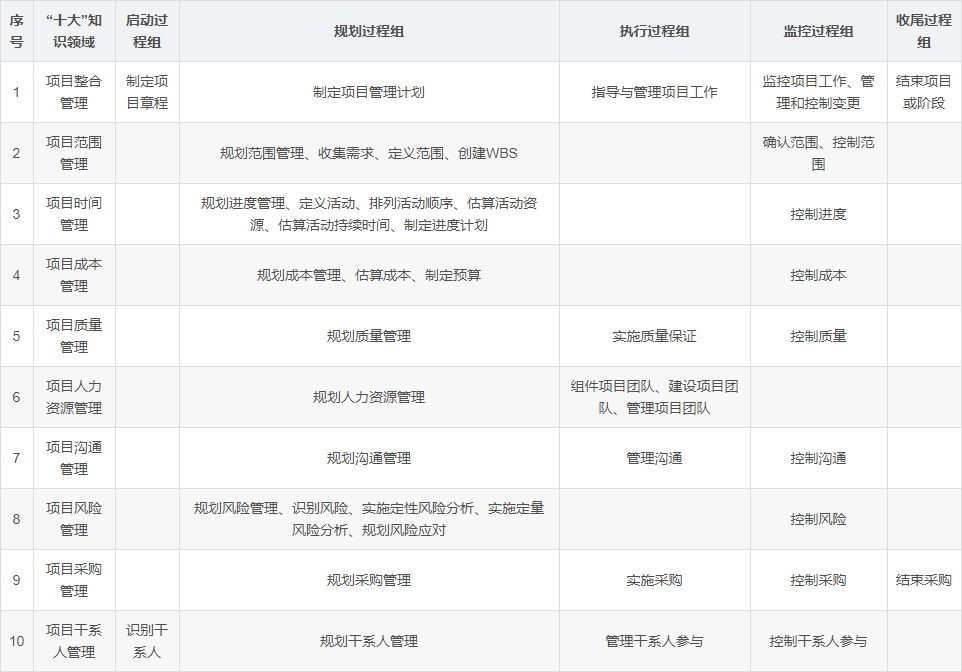 序号
“十大”知识领域
启动过程组
规划过程组
执行过程组
监控过程组
收尾过程组
1
项目整合
管理
制定项
目章程
制定项目管理计划
指导与管理项目工作
监控项目工作、管
理和控制变更
结束项目
或阶段
2
项目范围
管理
规划范围管理、收集需求、定义范围、创建WBS
确认范围、控制范
围
3
项目时间
管理
规划进度管理、定义活动、排列活动顺序、估算活动资
源、估算活动持续时间、制定进度计划
控制进度
4
项目成本
管理
规划成本管理、估算成本、制定预算
控制成本
5
项目质量
管理
规划质量管理
实施质量保证
控制质量
6
项目人力
资源管理
规划人力资源管理
组件项目团队、建设项目团
队、管理项目团队
7
项目沟通
管理
规划沟通管理
管理沟通
控制沟通
8
项目风险
管理
规划风险管理、识别风险、实施定性风险分析、实施定量
风险分析、规划风险应对
控制风险
9
项目采购
管理
规划采购管理
实施采购
控制采购
结束采购
10
项目干系
人管理
识别干
系人
规划干系人管理
管理干系人参与
控制干系人参与